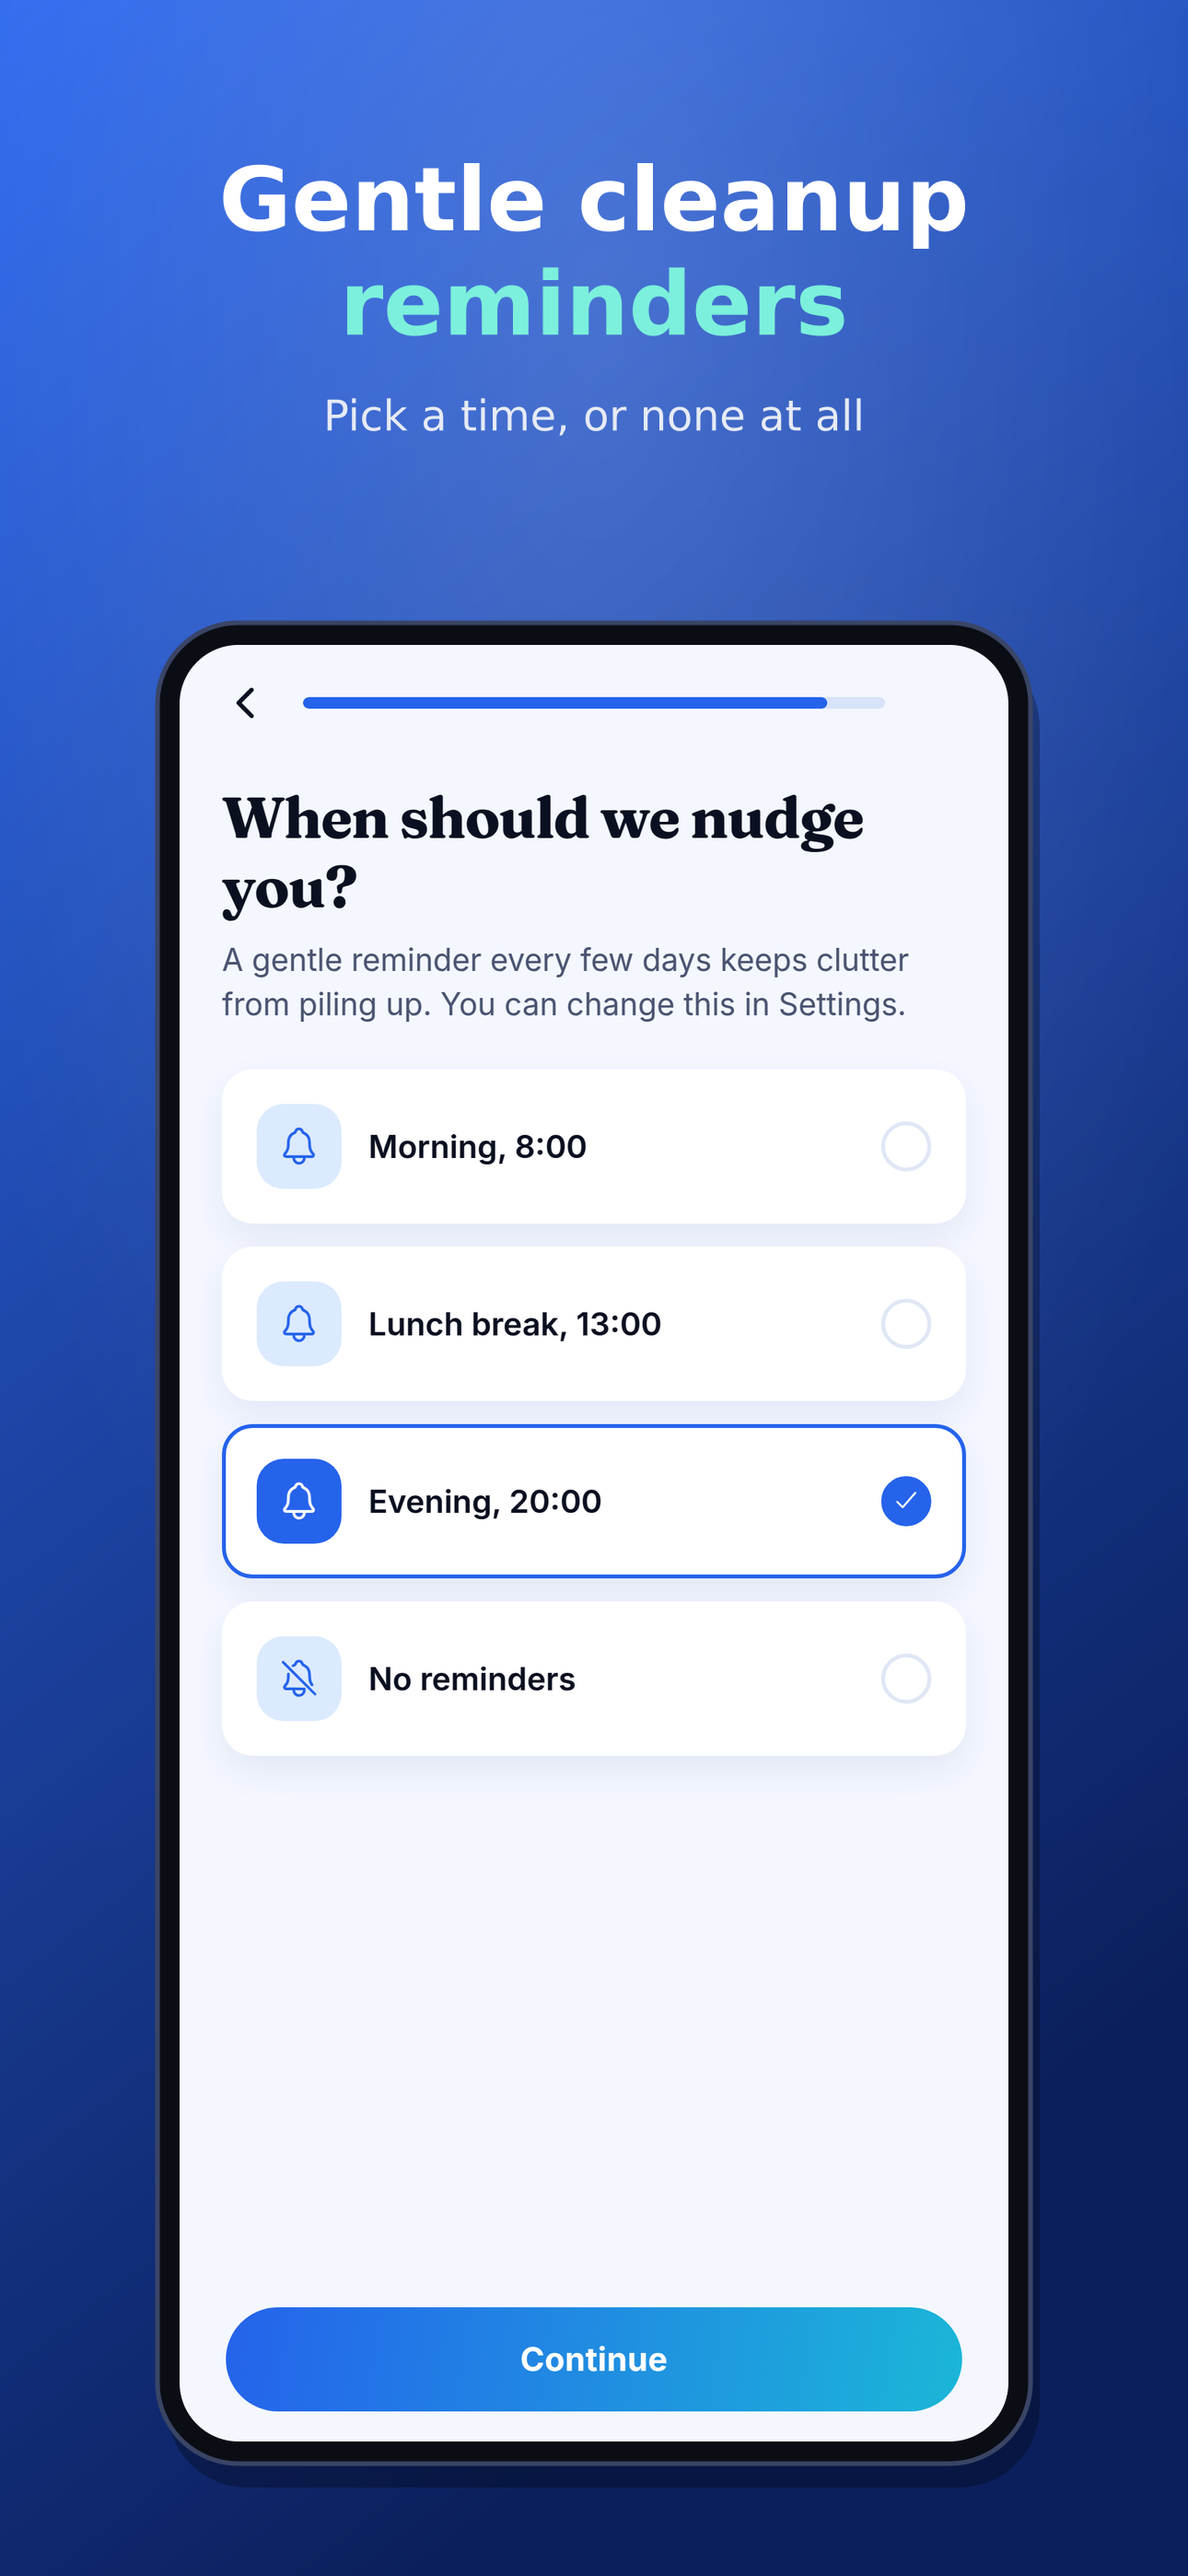 Gentle cleanup
reminders
Pick a time, or none at all
When should we nudge
you?
A gentle reminder every few days keeps clutter
from piling up. You can change this in Settings.
Morning, 8:00
Lunch break, 13:00
Evening, 20:00
No reminders
Continue